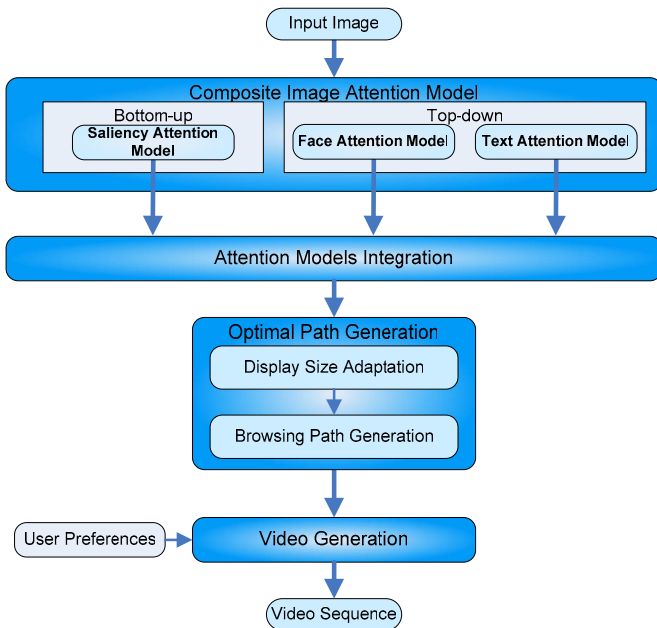 Input Image
Composite Image Attention Model
Bottom-up
Saliency Attention
Model
Top-down
Face Attention Model
Text Attention Model
Attention Models Integration
Optimal Path Generation
Display Size Adaptation
Browsing Path Generation
User Preferences
Video Generation
Video Sequence